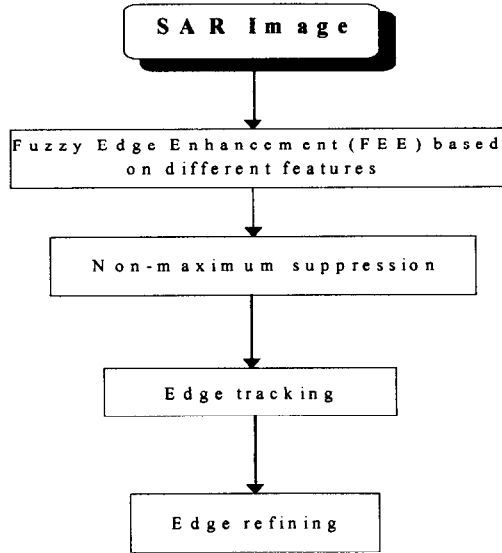 SAR Image
Fuzzy Edge Enhancement (FEE) based
on different features
Non-maximum suppression
Edge tracking
Edge refining